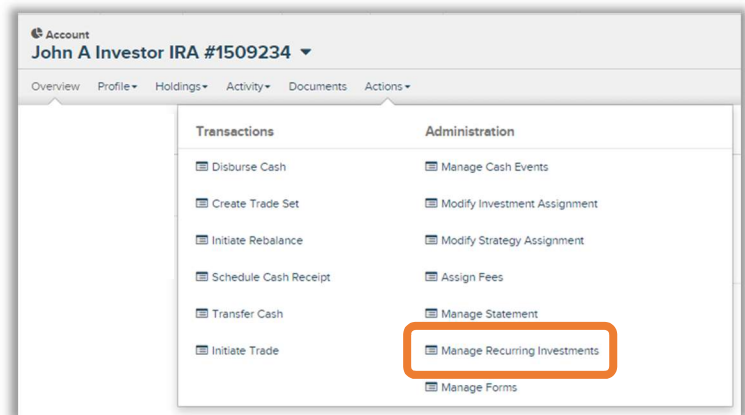 Account
John A Investor IRA #1509234
Overview Profile Holdings Activity Documents Actions
Transactions
Disburse Cash
Create Trade Set
Initiate Rebalance
Schedule Cash Receipt
Transfer Cash
Initiate Trade
Administration
Manage Cash Events
Modify Investment Assignment
Modify Strategy Assignment
Assign Fees
Manage Statement
Manage Recurring Investments
Manage Forms